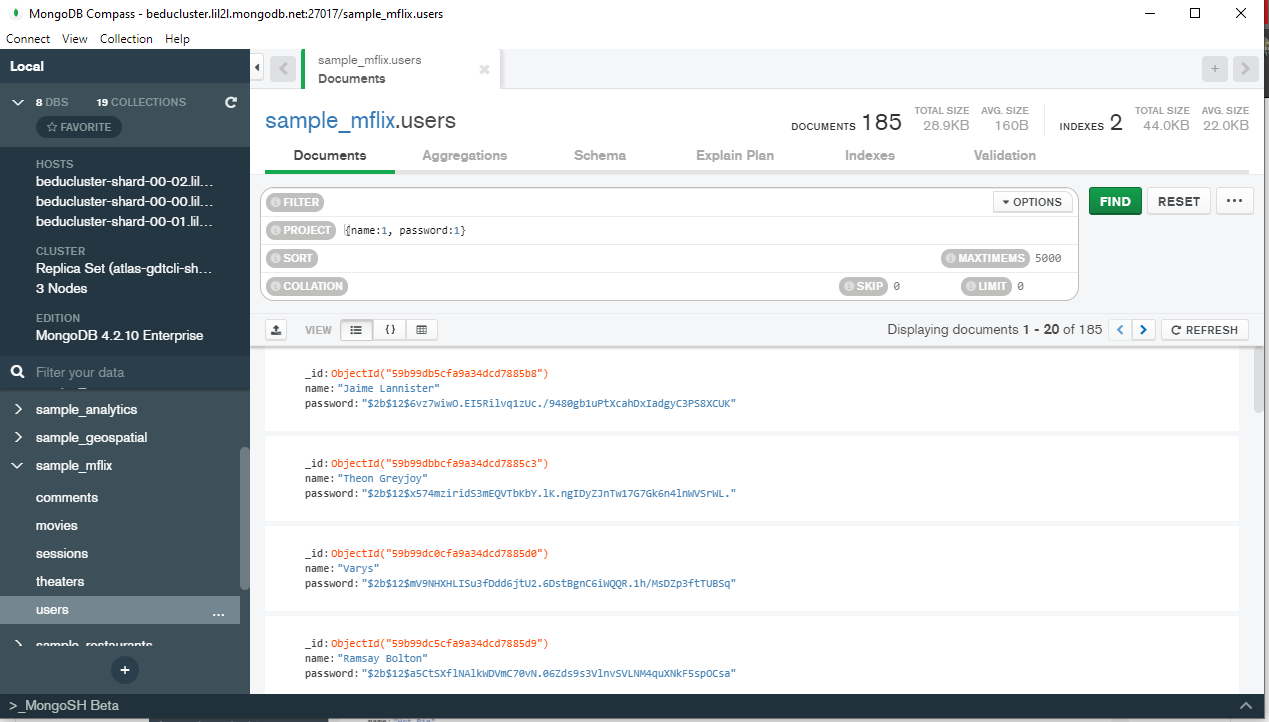 MongoDB Compass - beducluster.lil2l.mongodb.net:27017/sample_mflix.users
Connect View Collection Help
Local
8 DBS 19 COLLECTIONS
FAVORITE
HOSTS
beducluster-shard-00-02.lil...
beducluster-shard-00-00.lil...
beducluster-shard-00-01.lil...
CLUSTER
Replica Set (atlas-gdtcli-sh...
3 Nodes
EDITION
MongoDB 4.2.10 Enterprise
Filter your data
sample_analytics
sample_geospatial
sample_mflix
comments
movies
sessions
theaters
users ...
sample_restaurants
+
>_MongoSH Beta
sample_mflix.users
Documents
sample_mflix.users
DOCUMENTS 185 TOTAL SIZE 28.9KB AVG. SIZE 160B INDEXES 2 TOTAL SIZE 44.0KB AVG. SIZE 22.0KB
Documents Aggregations Schema Explain Plan Indexes Validation
FILTER OPTIONS FIND RESET ...
PROJECT {name:1, password:1}
SORT MAXTIMEMS 5000
COLLATION SKIP 0 LIMIT 0
VIEW {} Displaying documents 1 - 20 of 185 < > REFRESH
_id:ObjectId("59b99db5cfa9a34dcd7885b8")
name:"Jaime Lannister"
password:"$2b$12$6vz7wiwO.EI5Rilvq1zUc./9480gb1uPtXcahDxIadgyC3PS8XCUK"
_id:ObjectId("59b99dbbcfa9a34dcd7885c3")
name:"Theon Greyjoy"
password:"$2b$12$x574mziridS3mEQVTbKbY.lK.ngIDyZJnTw17G7Gk6n4lnWVSrWL."
_id:ObjectId("59b99dc0cfa9a34dcd7885d0")
name:"Varys"
password:"$2b$12$mV9NHXHLISu3fDdd6jtU2.6DstBgnC6iWQQR.1h/MsDZp3ftTUBSq"
_id:ObjectId("59b99dc5cfa9a34dcd7885d9")
name:"Ramsay Bolton"
password:"$2b$12$a5CtSXflNAlkWDVmC70vN.06Zds9s3VlnvSVLNM4quXNkF5spOCsa"